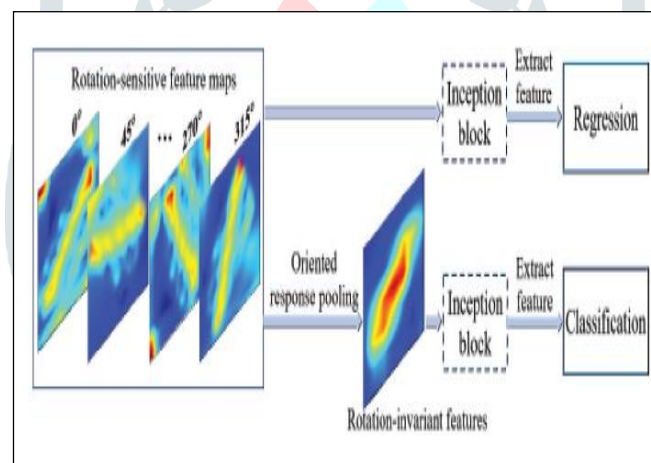 Rotation-sensitive feature maps
0° 45° ••• 270° 315°
Extract
feature
Inception
block
Regression
Oriented
response pooling
Extract
feature
Inception
block
Classification
Rotation-invariant features